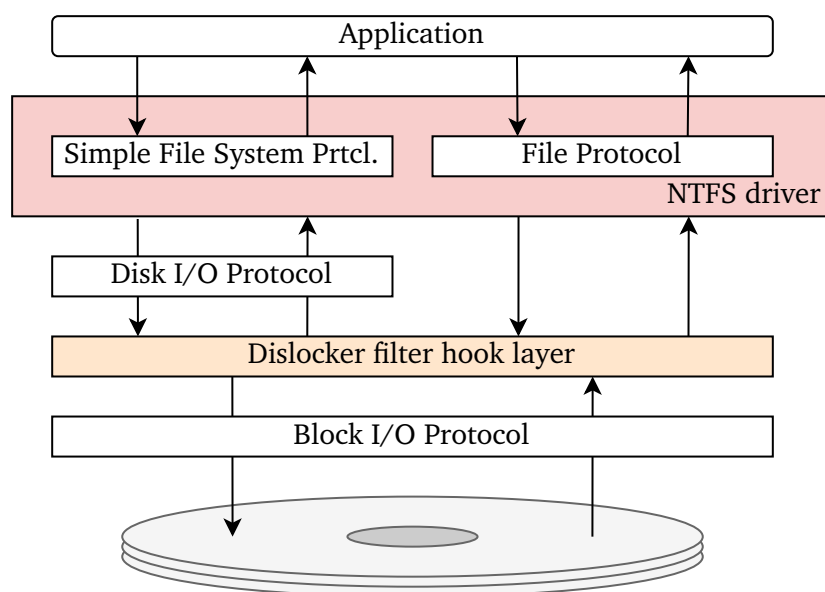 Application
Simple File System Prtcl.
File Protocol
NTFS driver
Disk I/O Protocol
Dislocker filter hook layer
Block I/O Protocol